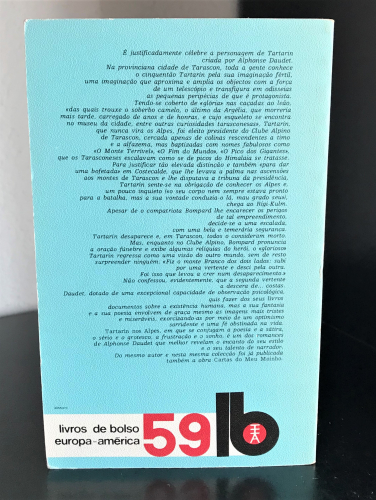 É justificadamente célebre a personagem de Tartarin
criada por Alphonse Daudet.
Na provinciana cidade de Tarascon, toda a gente conhece
o cinquentão Tartarin pela sua imaginação fértil,
uma imaginação que aproxima e amplia os objectos com a força
de um telescópio e transfigura em odisseias
as pequenas peripécias de que é protagonista.
Tendo-se coberto de «glória» nas caçadas ao leão,
«das quais trouxe o soberbo camelo, o último da Argélia, que morreria
mais tarde, carregado de anos e de honras, e cujo esqueleto se encontra
no museu da cidade, entre outras curiosidades tarasconesas», Tartarin,
que nunca vira os Alpes, foi eleito presidente do Clube Alpino
de Tarascon, cercada apenas de colinas rescendentes a timo
e a alfazema, mas baptizadas com nomes fabulosos como
«O Monte Terrível», «O Fim do Mundo», «O Pico dos Gigantes»,
que os Tarasconeses escalavam como se de picos do Himalaia se tratasse.
Para justificar tão elevada distinção e também «para dar
uma bofetada» em Costecalde, que lhe levara a palma nas ascensões
aos montes de Tarascon e lhe disputava a tribuna da presidência,
Tartarin sente-se na obrigação de conhecer os Alpes e,
um pouco inquieto (o seu corpo nem sempre estava pronto
para a batalha, mas a sua vontade conduzia-o lá, mau grado seu),
chega ao Rigi-Kulm.
Apesar de o compatriota Bompard lhe encarecer os perigos
de tal empreendimento,
decide-se a uma escalada,
com uma bela e temerária segurança.
Tartarin desaparece e, em Tarascon, todos o consideram morto.
Mas, enquanto no Clube Alpino, Bompard pronuncia
a oração fúnebre e exibe algumas relíquias do herói, o «glorioso»
Tartarin regressa como uma visão do outro mundo, sem de resto
surpreender ninguém: «Fiz o monte Branco dos dois lados: subi
por uma vertente e desci pela outra.
Foi isso que levou a crer num desaparecimento.»
Não confessou, evidentemente, que a segunda vertente
a descera de... costas.
Daudet, dotado de uma excepcional capacidade de observação psicológica,
quis fazer dos seus livros
documentos sobre a existência humana, mas a sua fantasia
e a sua poesia envolvem de graça mesmo as imagens mais tristes
e miseráveis, exorcizando-as por meio de um optimismo
sorridente e uma fé obstinada na vida.
Tartarin nos Alpes, em que se conjugam a poesia e a sátira,
o sério e o grotesco, a frustração e o sonho, é um dos romances
de Alphonse Daudet que melhor revelam o encanto do seu estilo
e o seu talento de narrador.
Do mesmo autor e nesta mesma colecção foi já publicada
também a obra Cartas do Meu Moinho.
livros de bolso
europa-américa
59
lb